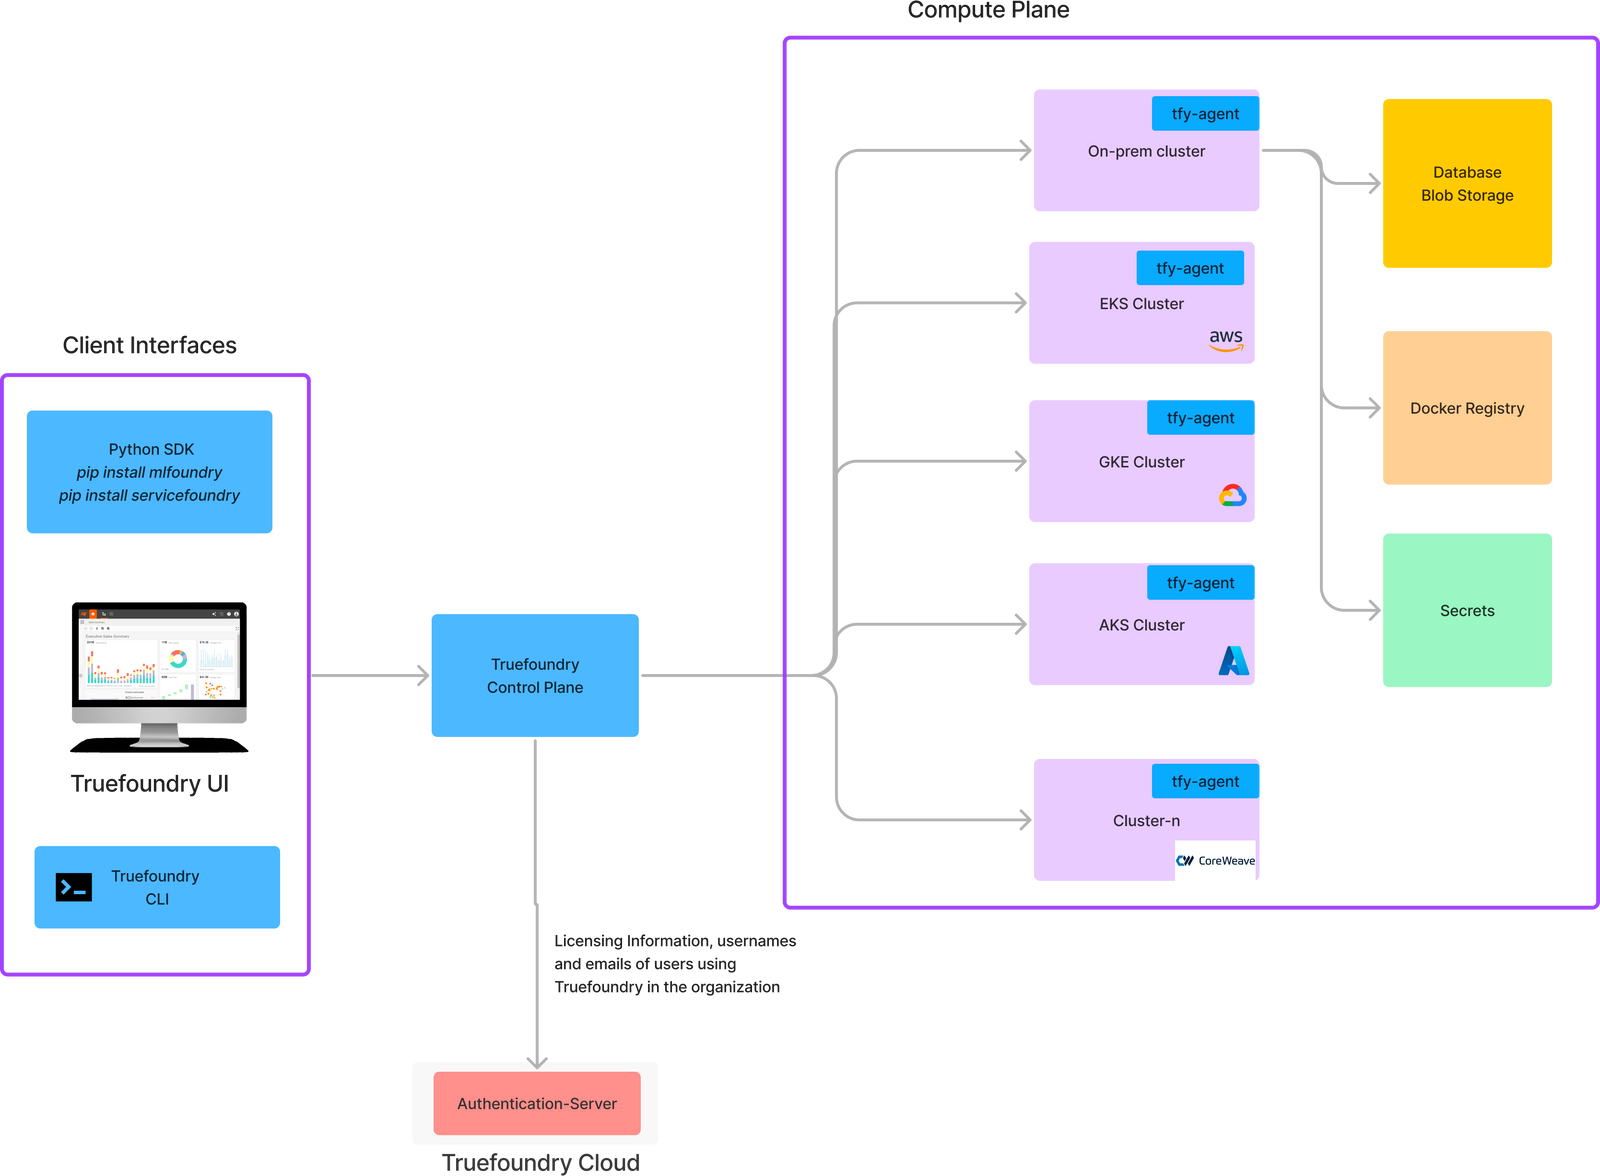 Compute Plane
tfy-agent
On-prem cluster
Database
Blob Storage
tfy-agent
EKS Cluster
aws
Client Interfaces
Python SDK
pip install mlfoundry
pip install servicefoundry
tfy-agent
GKE Cluster
Docker Registry
tfy-agent
AKS Cluster
Secrets
Executive Sales Summary
Truefoundry UI
Truefoundry
Control Plane
tfy-agent
Cluster-n
CoreWeave
Truefoundry
CLI
Licensing Information, usernames
and emails of users using
Truefoundry in the organization
Authentication-Server
Truefoundry Cloud